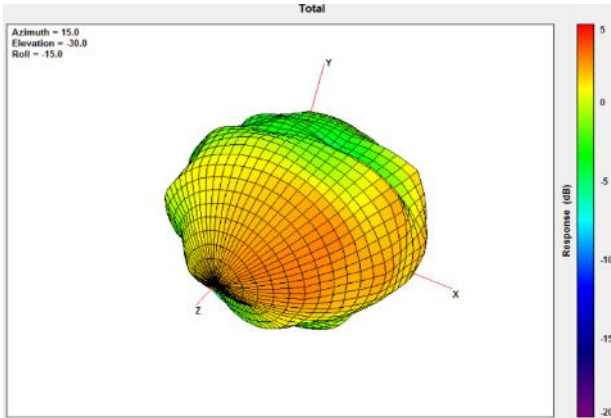 Total
Azimuth = 15.0
Elevation = -30.0
Roll = -15.0
Y
X
Z
5
0
-5
-10
-15
-20
Response (dB)